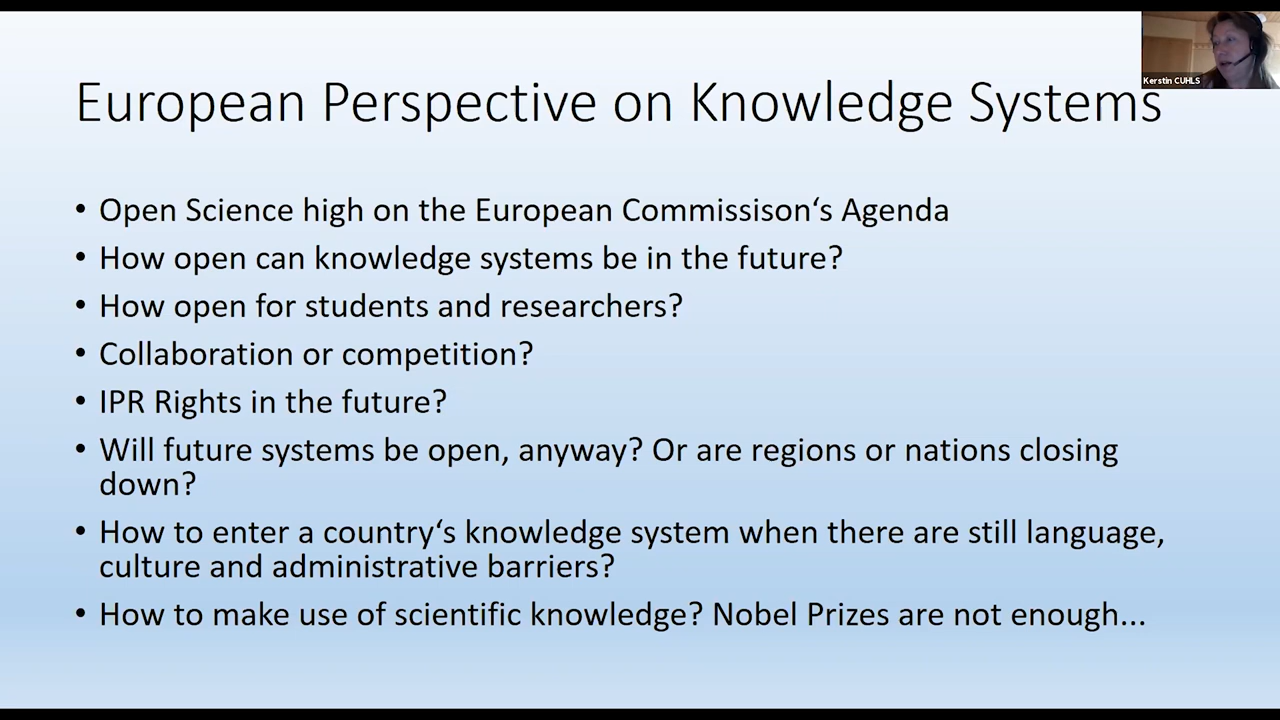 Kerstin CUHLS
European Perspective on Knowledge Systems
• Open Science high on the European Commissison‘s Agenda
• How open can knowledge systems be in the future?
• How open for students and researchers?
• Collaboration or competition?
• IPR Rights in the future?
• Will future systems be open, anyway? Or are regions or nations closing
down?
• How to enter a country‘s knowledge system when there are still language,
culture and administrative barriers?
• How to make use of scientific knowledge? Nobel Prizes are not enough...